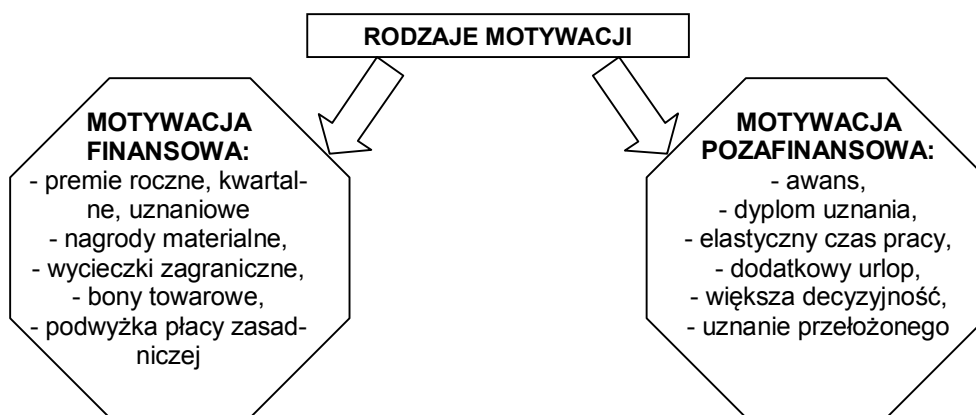 RODZAJE MOTYWACJI
MOTYWACJA
FINANSOWA:
- premie roczne, kwartal-
ne, uznaniowe
- nagrody materialne,
- wycieczki zagraniczne,
- bony towarowe,
- podwyżka płacy zasad-
niczej
MOTYWACJA
POZAFINANSOWA:
- awans,
- dyplom uznania,
- elastyczny czas pracy,
- dodatkowy urlop,
- większa decyzyjność,
- uznanie przełożonego